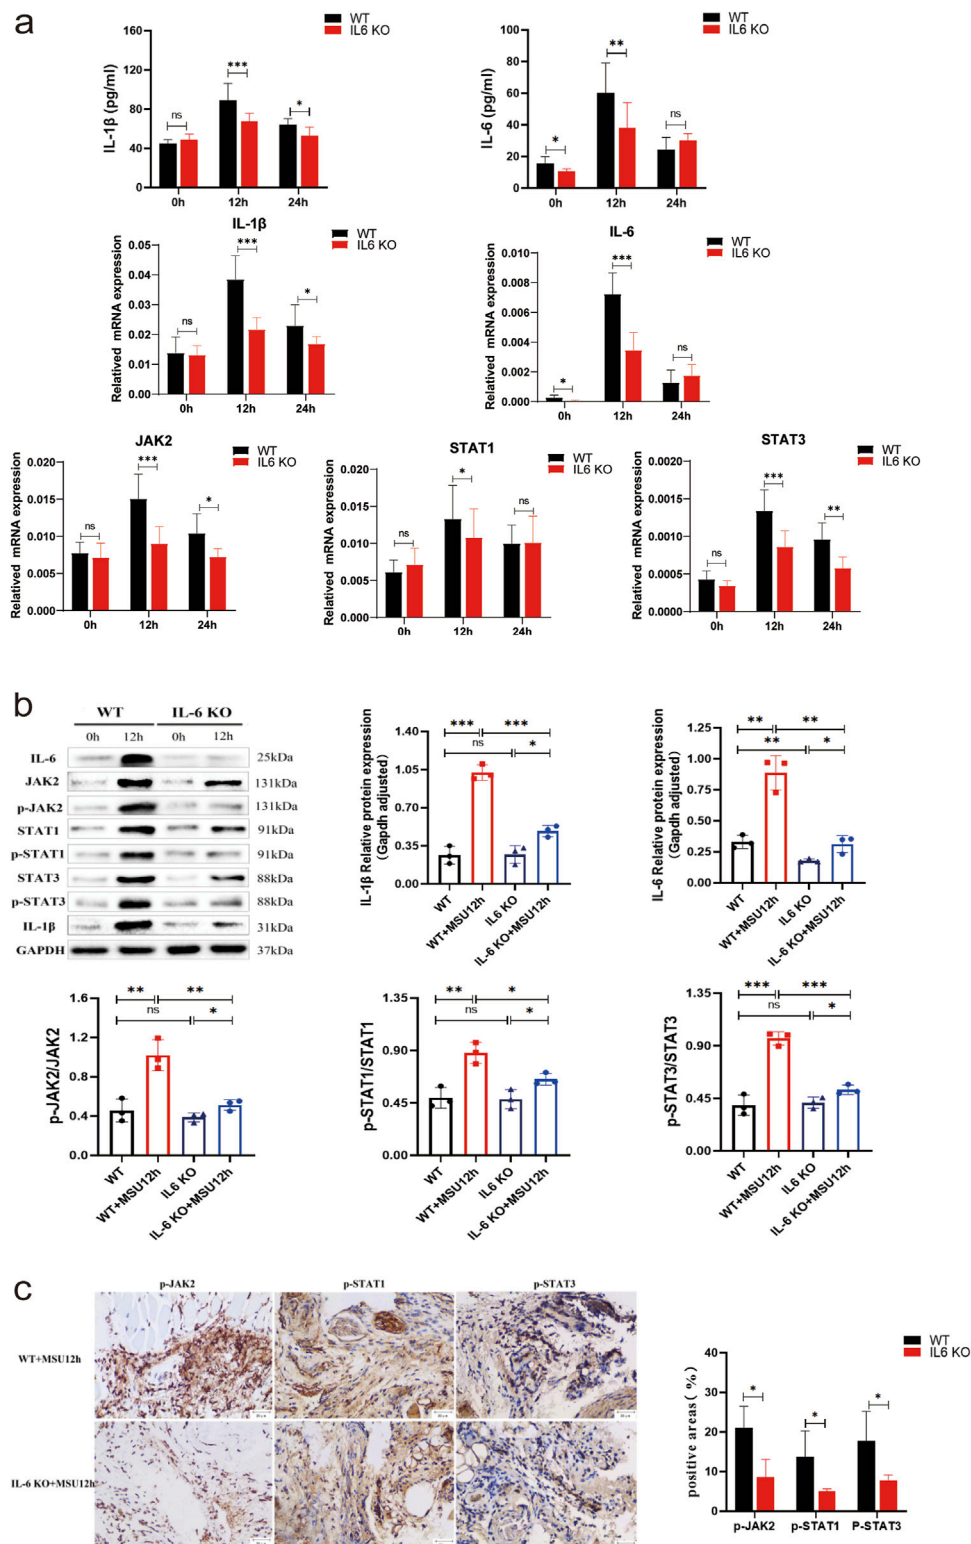 a
WT
IL6 KO
IL-1β (pg/ml)
160
120
80
40
0
ns
***
*
0h
12h
24h
WT
IL6 KO
IL-6 (pg/ml)
100
80
60
40
20
0
*
**
ns
0h
12h
24h
IL-1β
WT
IL6 KO
Relatived mRNA expression
0.05
0.04
0.03
0.02
0.01
0.00
ns
***
*
0h
12h
24h
IL-6
WT
IL6 KO
Relatived mRNA expression
0.010
0.008
0.006
0.004
0.002
0.000
*
***
ns
0h
12h
24h
JAK2
WT
IL6 KO
Relatived mRNA expression
0.020
0.015
0.010
0.005
0.000
ns
***
*
0h
12h
24h
STAT1
WT
IL6 KO
Relatived mRNA expression
0.020
0.015
0.010
0.005
0.000
ns
*
ns
0h
12h
24h
STAT3
WT
IL6 KO
Relatived mRNA expression
0.0020
0.0015
0.0010
0.0005
0.0000
ns
***
**
0h
12h
24h
b
WT IL-6 KO
0h 12h 0h 12h
IL-6 25kDa
JAK2 131kDa
p-JAK2 131kDa
STAT1 91kDa
p-STAT1 91kDa
STAT3 88kDa
p-STAT3 88kDa
IL-1β 31kDa
GAPDH 37kDa
IL-1β Relative protein expression
(Gapdh adjusted)
1.40
1.05
0.70
0.35
0.00
*** ***
ns *
WT
WT+MSU12h
IL6 KO
IL-6 KO+MSU12h
IL-6 Relative protein expression
(Gapdh adjusted)
1.25
1.00
0.75
0.50
0.25
0.00
** **
** *
WT
WT+MSU12h
IL6 KO
IL-6 KO+MSU12h
p-JAK2/JAK2
1.6
1.2
0.8
0.4
0.0
** **
ns *
WT
WT+MSU12h
IL6 KO
IL-6 KO+MSU12h
p-STAT1/STAT1
1.35
0.90
0.45
0.00
** *
ns *
WT
WT+MSU12h
IL6 KO
IL-6 KO+MSU12h
p-STAT3/STAT3
1.35
0.90
0.45
0.00
*** ***
ns *
WT
WT+MSU12h
IL6 KO
IL-6 KO+MSU12h
c
p-JAK2 p-STAT1 p-STAT3
WT+MSU12h
IL-6 KO+MSU12h
WT
IL6 KO
positive areas( %)
40
30
20
10
0
*
*
*
p-JAK2
p-STAT1
P-STAT3